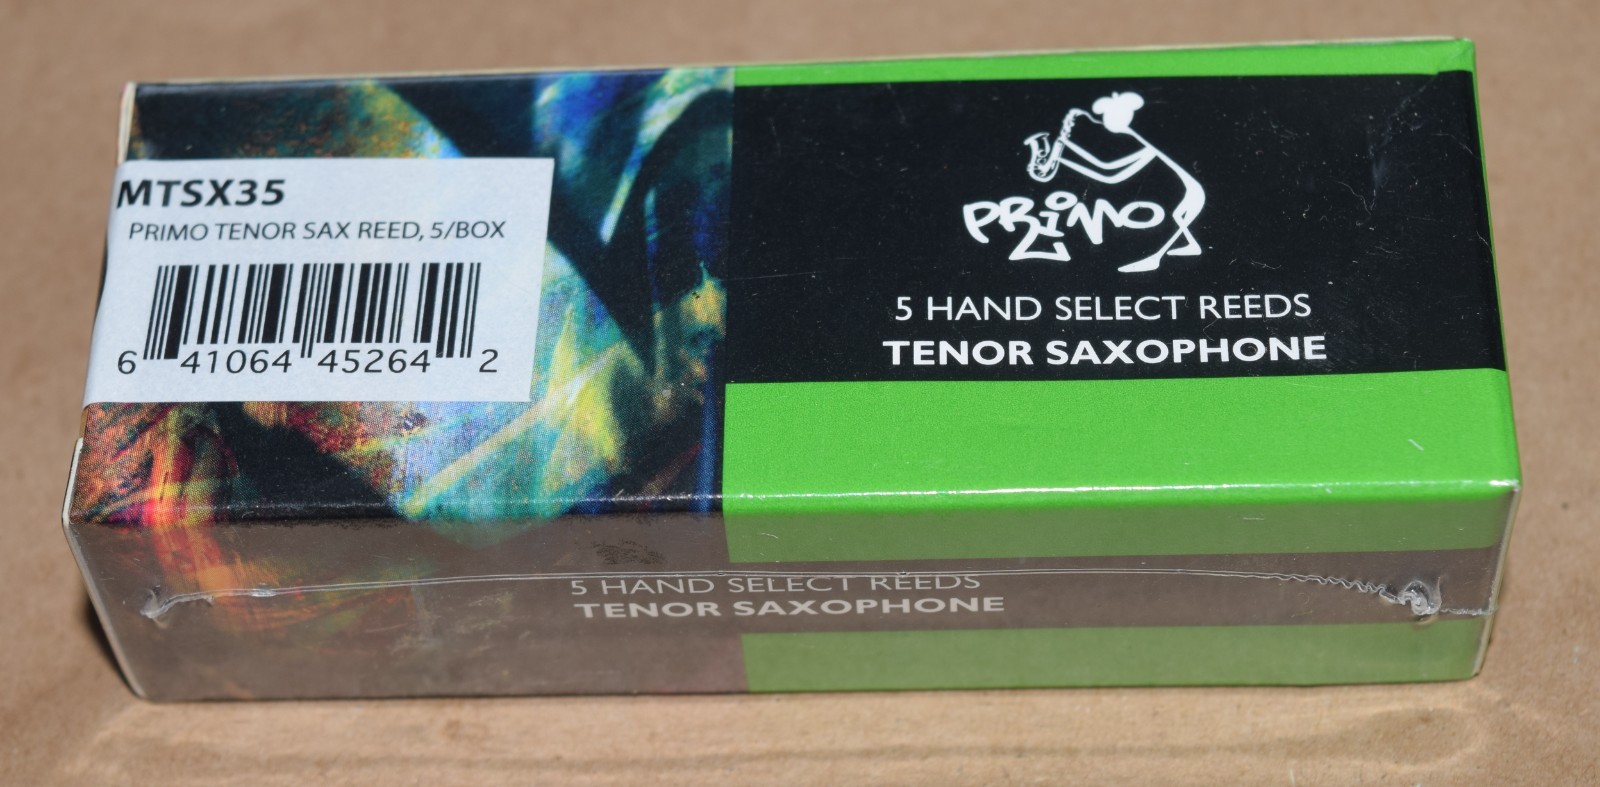 MTSX35
PRIMO TENOR SAX REED, 5/BOX
6 41064 45264 2
PRiMO
5 HAND SELECT REEDS
TENOR SAXOPHONE
5 HAND SELECT REEDS
TENOR SAXOPHONE